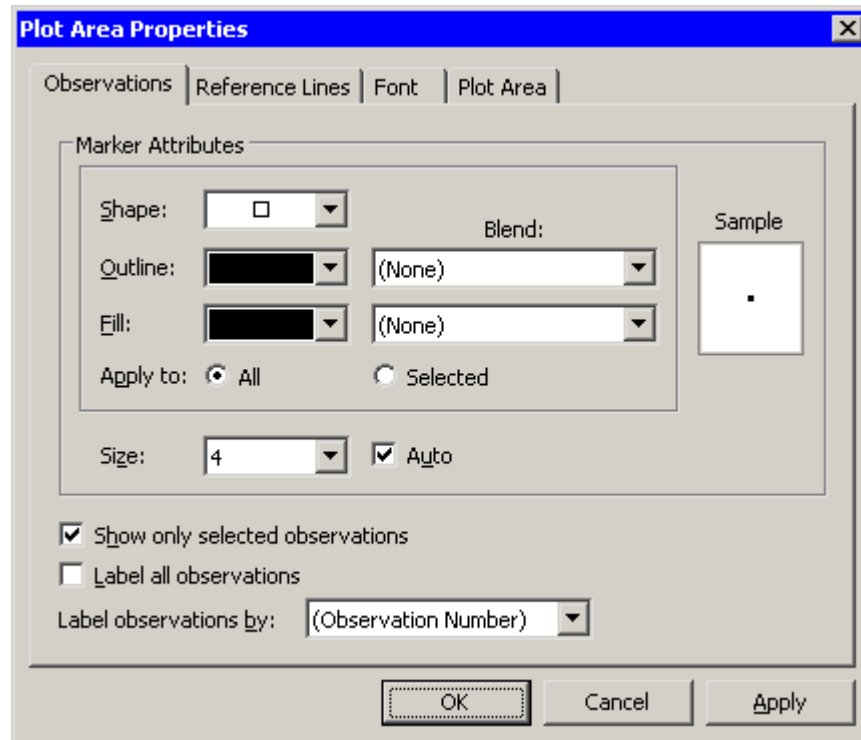 Plot Area Properties
Observations Reference Lines Font Plot Area
Marker Attributes
Shape:
Blend:
Sample
Outline: (None)
Fill: (None)
Apply to: All Selected
Size: 4 Auto
Show only selected observations
Label all observations
Label observations by: (Observation Number)
OK Cancel Apply